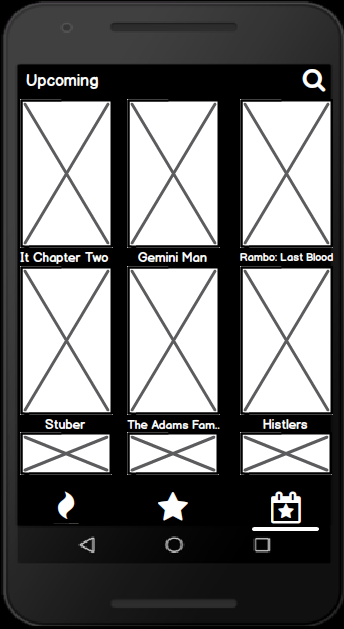 Upcoming
It Chapter Two
Gemini Man
Rambo: Last Blood
Stuber
The Adams Fam..
Histlers